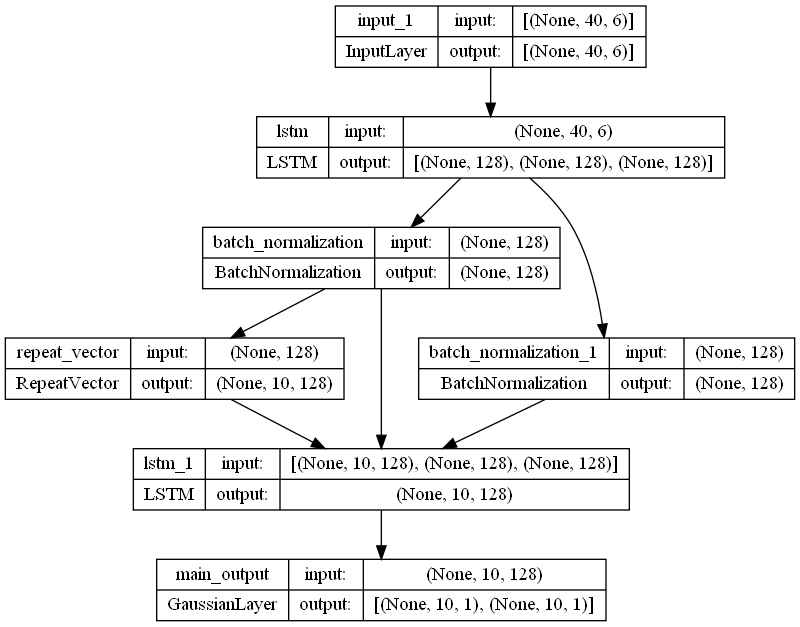 input_1 input: [(None, 40, 6)]
InputLayer output: [(None, 40, 6)]
lstm input: (None, 40, 6)
LSTM output: [(None, 128), (None, 128), (None, 128)]
batch_normalization input: (None, 128)
BatchNormalization output: (None, 128)
repeat_vector input: (None, 128)
RepeatVector output: (None, 10, 128)
batch_normalization_1 input: (None, 128)
BatchNormalization output: (None, 128)
lstm_1 input: [(None, 10, 128), (None, 128), (None, 128)]
LSTM output: (None, 10, 128)
main_output input: (None, 10, 128)
GaussianLayer output: [(None, 10, 1), (None, 10, 1)]